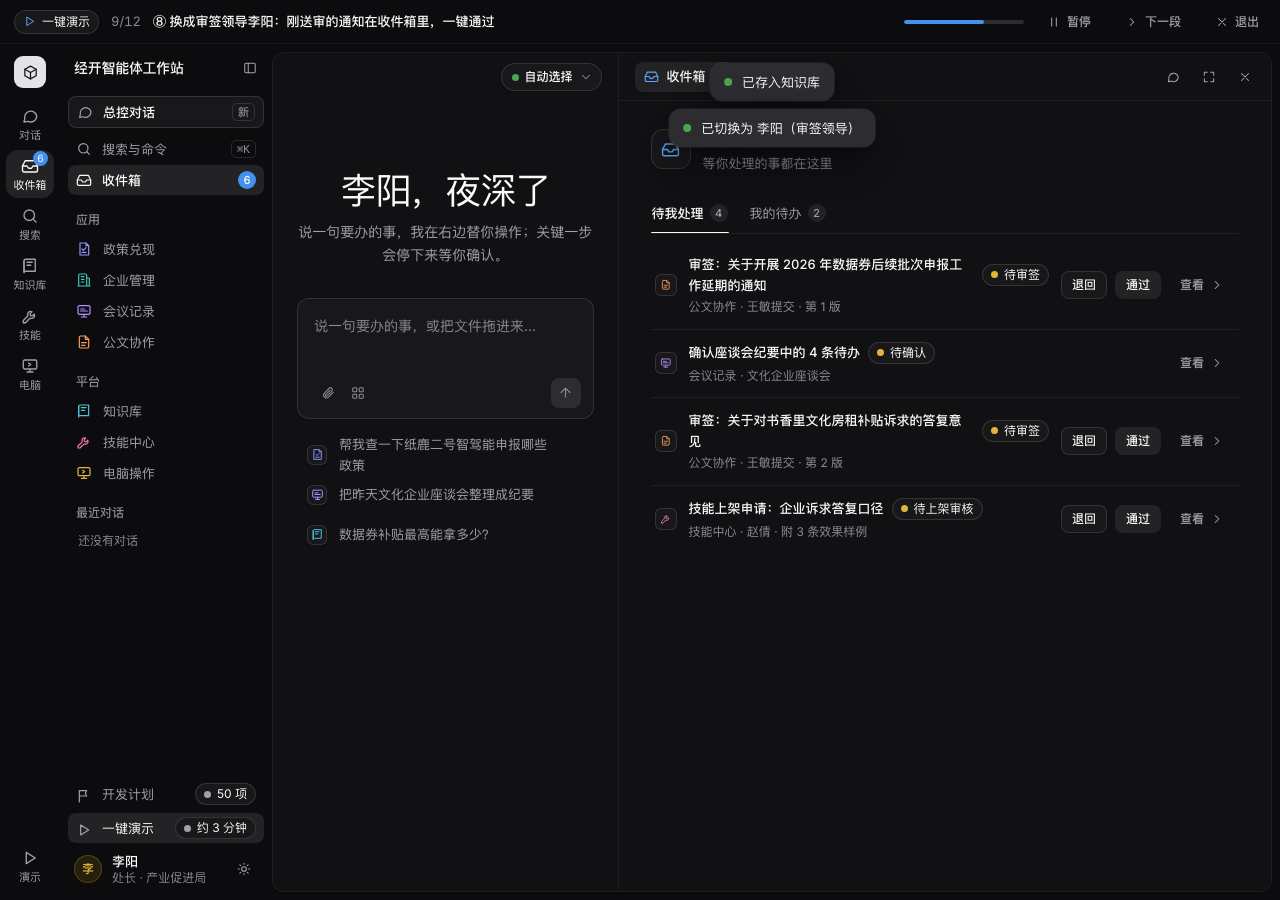 一键演示
9/12
⑧ 换成审签领导李阳：刚送审的通知在收件箱里，一键通过
暂停
下一段
退出
对话
6
收件箱
搜索
知识库
技能
电脑
演示
经开智能体工作站
总控对话
新
搜索与命令
⌘K
收件箱
6
应用
政策兑现
企业管理
会议记录
公文协作
平台
知识库
技能中心
电脑操作
最近对话
还没有对话
开发计划
50 项
一键演示
约 3 分钟
李
李阳
处长 · 产业促进局
自动选择
李阳，夜深了
说一句要办的事，我在右边替你操作；关键一步
会停下来等你确认。
说一句要办的事，或把文件拖进来…
帮我查一下纸鹿二号智驾能申报哪些
政策
把昨天文化企业座谈会整理成纪要
数据券补贴最高能拿多少？
收件箱
已存入知识库
已切换为 李阳（审签领导）
等你处理的事都在这里
待我处理
4
我的待办
2
审签：关于开展 2026 年数据券后续批次申报工
作延期的通知
公文协作 · 王敏提交 · 第 1 版
待审签
退回
通过
查看
确认座谈会纪要中的 4 条待办
待确认
会议记录 · 文化企业座谈会
查看
审签：关于对书香里文化房租补贴诉求的答复意
见
公文协作 · 王敏提交 · 第 2 版
待审签
退回
通过
查看
技能上架申请：企业诉求答复口径
待上架审核
技能中心 · 赵倩 · 附 3 条效果样例
退回
通过
查看